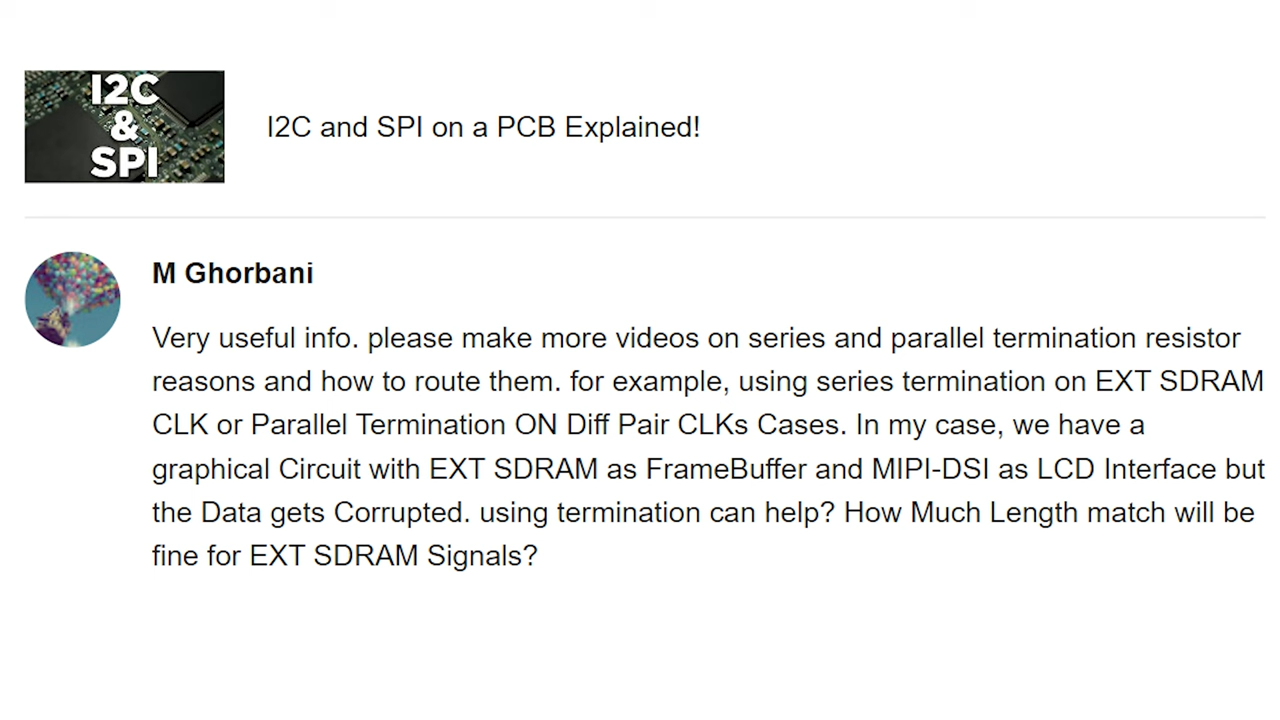 I2C
&
SPI
I2C and SPI on a PCB Explained!
M Ghorbani
Very useful info. please make more videos on series and parallel termination resistor
reasons and how to route them. for example, using series termination on EXT SDRAM
CLK or Parallel Termination ON Diff Pair CLKs Cases. In my case, we have a
graphical Circuit with EXT SDRAM as FrameBuffer and MIPI-DSI as LCD Interface but
the Data gets Corrupted. using termination can help? How Much Length match will be
fine for EXT SDRAM Signals?